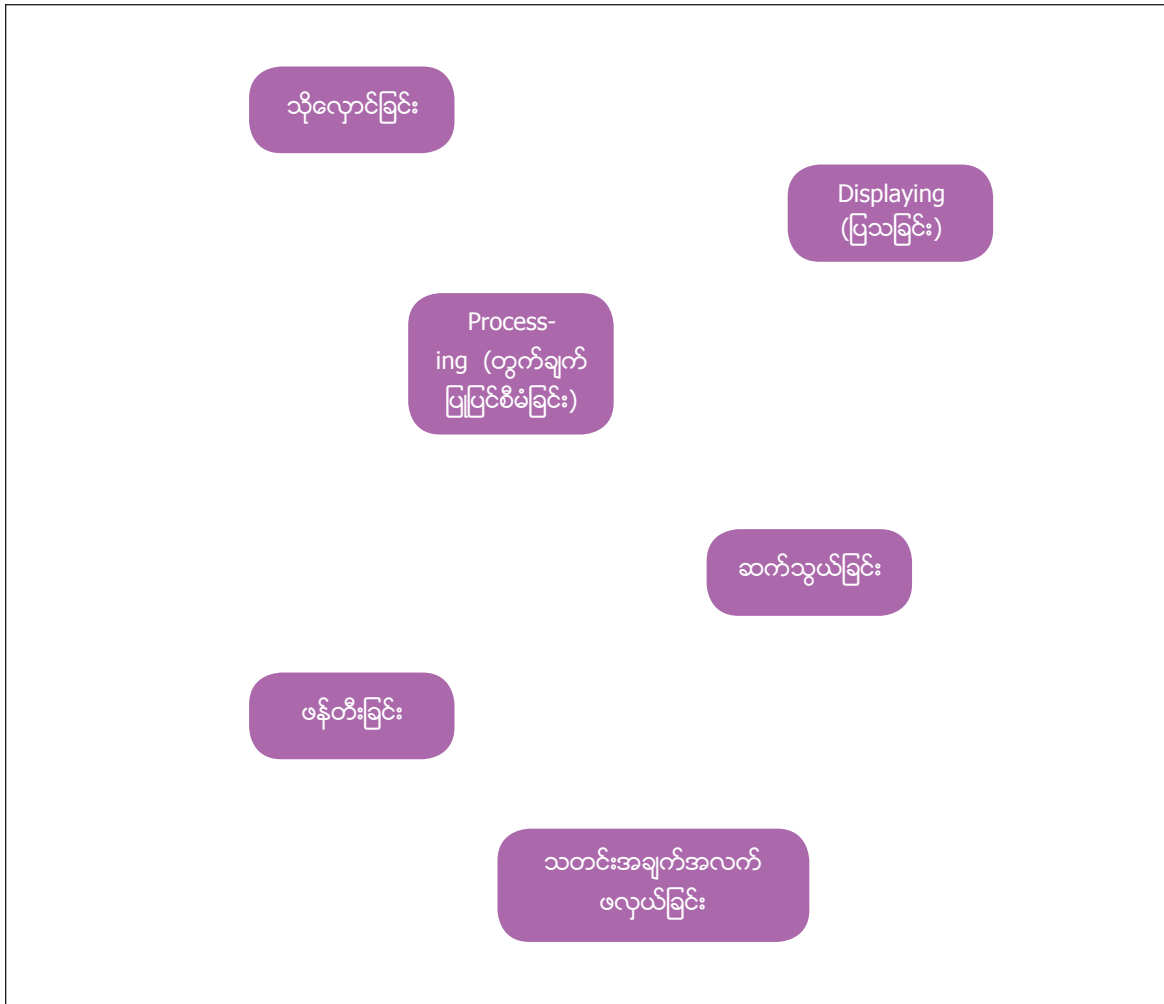 သိုလှောင်ခြင်း
Displaying
(ပြသခြင်း)
Process-
ing (တွက်ချက်
ပြုပြင်စီမံခြင်း)
ဆက်သွယ်ခြင်း
ဖန်တီးခြင်း
သတင်းအချက်အလက်
ဖလှယ်ခြင်း